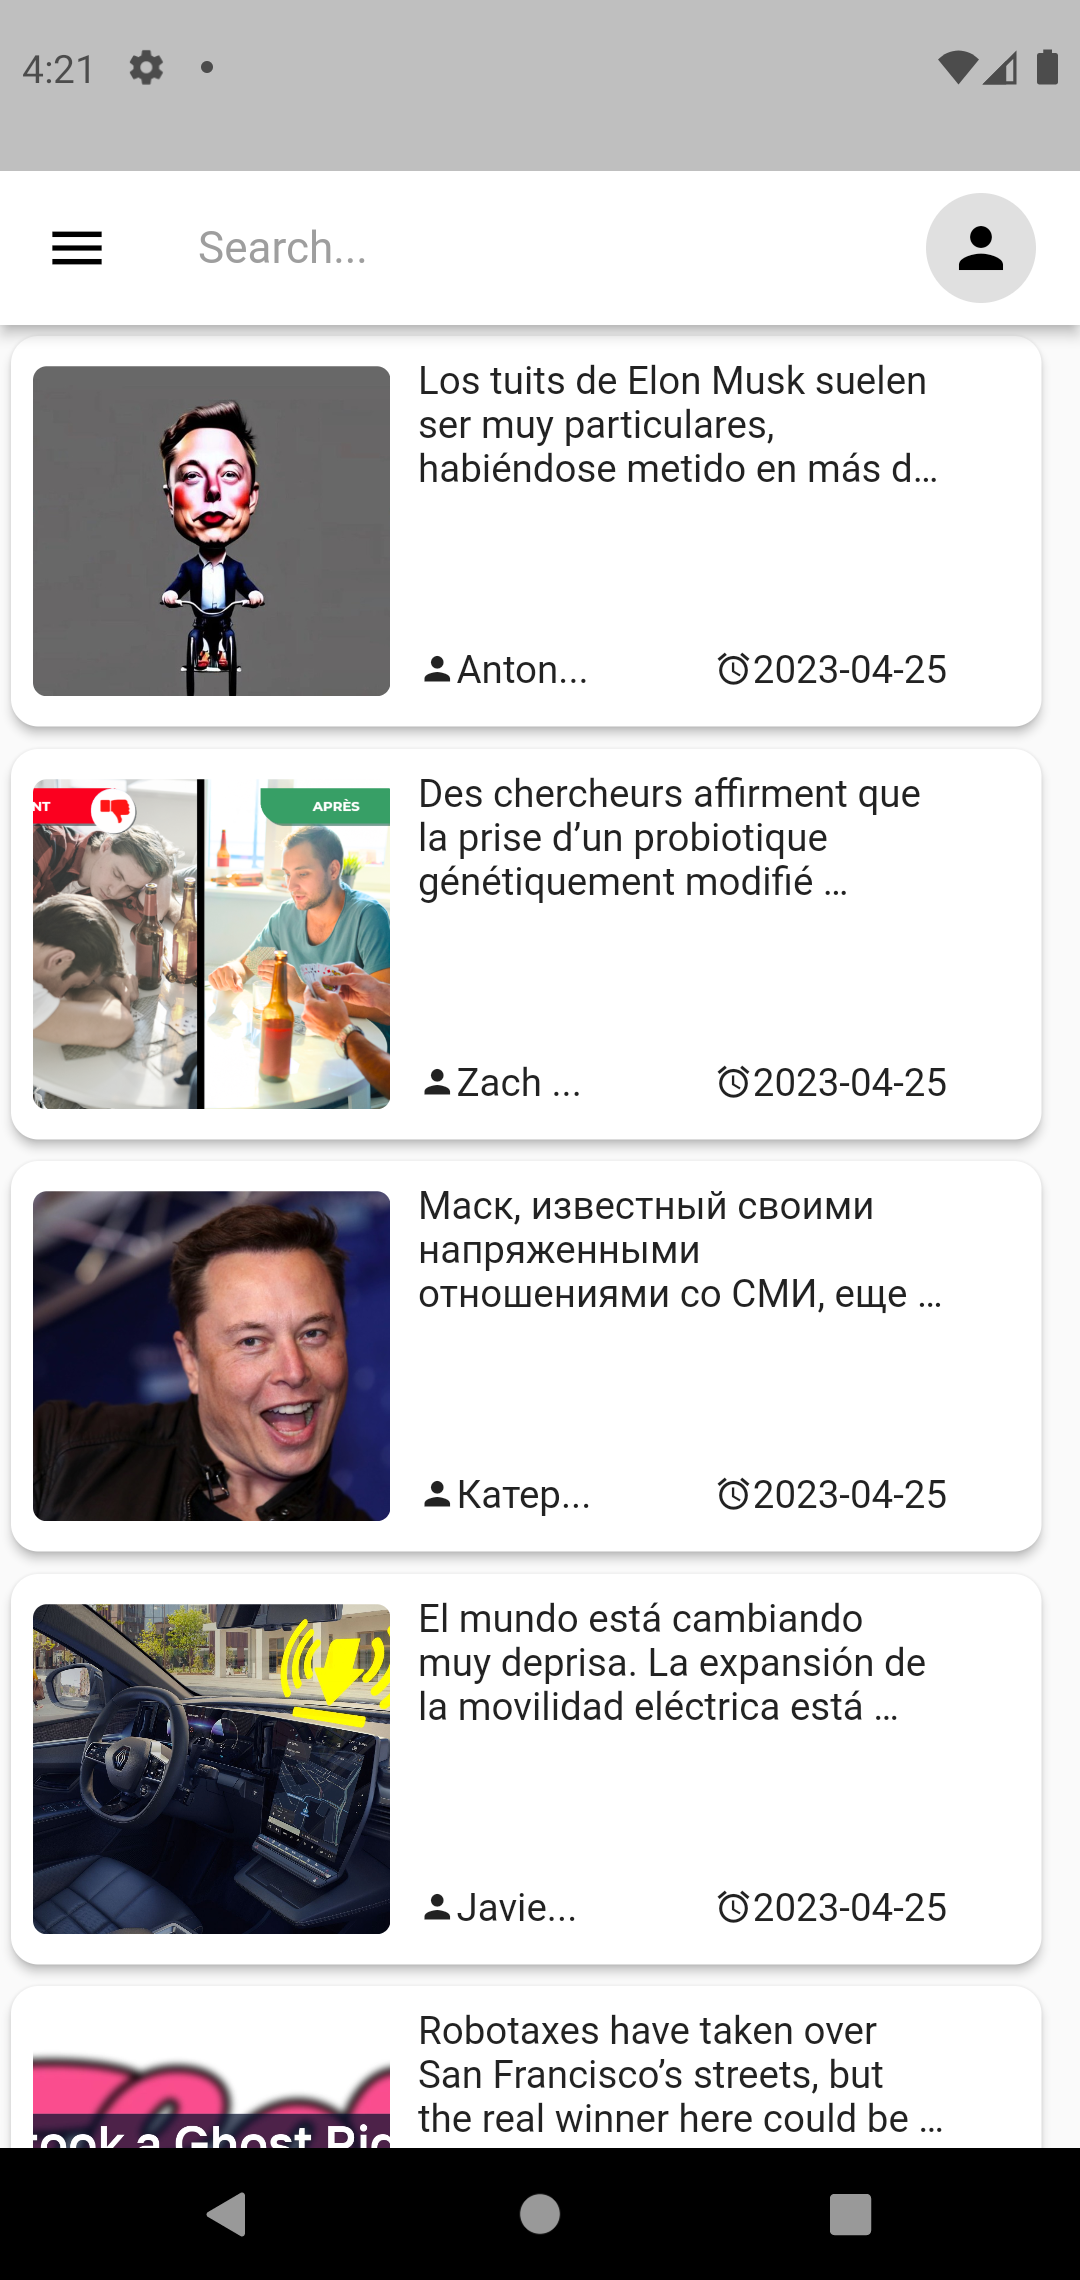 4:21
Search...
Los tuits de Elon Musk suelen
ser muy particulares,
habiéndose metido en más d…
Anton...
2023-04-25
NT
APRÈS
Des chercheurs affirment que
la prise d’un probiotique
génétiquement modifié …
Zach ...
2023-04-25
Маск, известный своими
напряженными
отношениями со СМИ, еще …
Катер...
2023-04-25
El mundo está cambiando
muy deprisa. La expansión de
la movilidad eléctrica está …
Javie...
2023-04-25
Robotaxes have taken over
San Francisco’s streets, but
the real winner here could be …
took a Ghost Rid